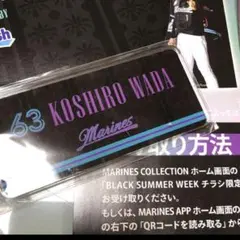 sh
63 KOSHIRO WADA
Marines
取り方法
MARINES COLLECTION ホーム画面の
「BLACK SUMMER WEEK チラシ限定
お受け取りください。
もしくは、MARINES APP ホーム画面の
の右下の「QRコードを読み取る」から